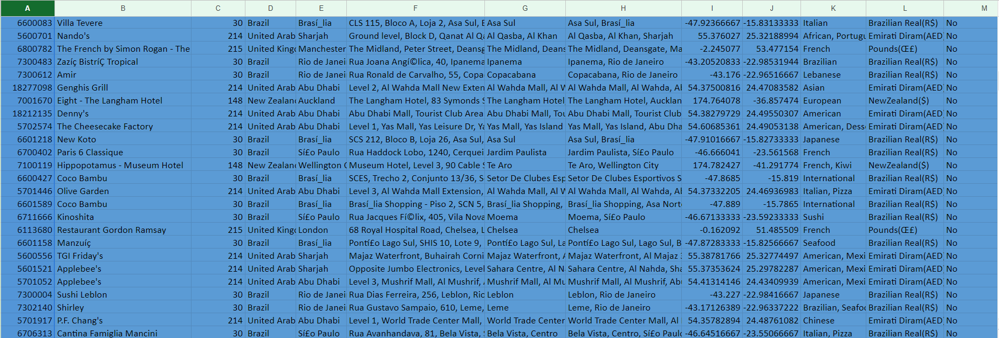 A B C D E F G H I J K L M
6600083 Villa Tevere 30 Brazil Brasí_lia CLS 115, Bloco A, Loja 2, Asa Sul, E Asa Sul Asa Sul, Brasí_lia -47.92366667 -15.83133333 Italian Brazilian Real(R$) No
5600701 Nando's 214 United Arab Sharjah Ground level, Block D, Qanat Al Qa Al Qasba, Al Khan Al Qasba, Al Khan, Sharjah 55.376027 25.32188994 African, Portugu Emirati Diram(AED No
6800782 The French by Simon Rogan - The 215 United King Manchester The Midland, Peter Street, Deansg The Midland, Deans The Midland, Deansgate, Ma -2.245077 53.477154 French Pounds(Œ£) No
7300483 Zazíç BistríÇ Tropical 30 Brazil Rio de Janei Rua Joana Angí©lica, 40, Ipanema Ipanema Ipanema, Rio de Janeiro -43.20520833 -22.98531944 Brazilian Brazilian Real(R$) No
7300612 Amir 30 Brazil Rio de Janei Rua Ronald de Carvalho, 55, Copa Copacabana Copacabana, Rio de Janeiro -43.176 -22.96516667 Lebanese Brazilian Real(R$) No
18277098 Genghis Grill 214 United Arab Abu Dhabi Level 2, Al Wahda Mall New Exten Al Wahda Mall, Al W Al Wahda Mall, Al Wahda, Al 54.37500816 24.47083582 Asian Emirati Diram(AED No
7001670 Eight - The Langham Hotel 148 New Zealand Auckland The Langham Hotel, 83 Symonds S The Langham Hotel The Langham Hotel, Aucklan 174.764078 -36.857474 European NewZealand($) No
18212135 Denny's 214 United Arab Abu Dhabi Abu Dhabi Mall, Tourist Club Area Abu Dhabi Mall, Tou Abu Dhabi Mall, Tourist Club 54.38279729 24.49550307 American Emirati Diram(AED No
5702574 The Cheesecake Factory 214 United Arab Abu Dhabi Level 1, Yas Mall, Yas Leisure Dr, Ya Yas Mall, Yas Island Yas Mall, Yas Island, Abu Dha 54.60685361 24.49053138 American, Desse Emirati Diram(AED No
6601218 New Koto 30 Brazil Brasí_lia SCS 212, Bloco B, Loja 26, Asa Sul, Asa Sul Asa Sul, Brasí_lia -47.91016667 -15.82733333 Japanese Brazilian Real(R$) No
6700402 Paris 6 Classique 30 Brazil Sí£o Paulo Rua Haddock Lobo, 1240, Cerquei Jardim Paulista Jardim Paulista, Sí£o Paulo -46.666041 -23.561568 French Brazilian Real(R$) No
7100119 Hippopotamus - Museum Hotel 148 New Zealand Wellington C Museum Hotel, Level 3, 90 Cable S Te Aro Te Aro, Wellington City 174.782427 -41.291774 French, Kiwi NewZealand($) No
6600427 Coco Bambu 30 Brazil Brasí_lia SCES, Trecho 2, Conjunto 13/36, S Setor De Clubes Esp Setor De Clubes Esportivos S -47.8685 -15.819 International Brazilian Real(R$) No
5701446 Olive Garden 214 United Arab Abu Dhabi Level 3, Al Wahda Mall Extension, Al Wahda Mall, Al W Al Wahda Mall, Al Wahda, Al 54.37332205 24.46936983 Italian, Pizza Emirati Diram(AED No
6601589 Coco Bambu 30 Brazil Brasí_lia Brasí_lia Shopping - Piso 2, SCN 5, Brasí_lia Shopping, Brasí_lia Shopping, Asa Nort -47.889 -15.7865 International Brazilian Real(R$) No
6711666 Kinoshita 30 Brazil Sí£o Paulo Rua Jacques Fí©lix, 405, Vila Nova Moema Moema, Sí£o Paulo -46.67133333 -23.59233333 Sushi Brazilian Real(R$) No
6113680 Restaurant Gordon Ramsay 215 United King London 68 Royal Hospital Road, Chelsea, L Chelsea Chelsea -0.162092 51.485509 French Pounds(Œ£) No
6601158 Manzuíç 30 Brazil Brasí_lia Pontí£o Lago Sul, SHIS 10, Lote 9, Pontí£o Lago Sul, La Pontí£o Lago Sul, Lago Sul, B -47.87283333 -15.82566667 Seafood Brazilian Real(R$) No
5600556 TGI Friday's 214 United Arab Sharjah Majaz Waterfront, Buhairah Corni Majaz Waterfront, A Majaz Waterfront, Al Majaz 3 55.38781766 25.32774497 American, Mexi Emirati Diram(AED No
5601521 Applebee's 214 United Arab Sharjah Opposite Jumbo Electronics, Level Sahara Centre, Al N Sahara Centre, Al Nahda, Sha 55.37353624 25.29782287 American, Mexi Emirati Diram(AED No
5701052 Applebee's 214 United Arab Abu Dhabi Level 3, Mushrif Mall, Al Mushrif, Mushrif Mall, Al Mu Mushrif Mall, Al Mushrif, Abu 54.41314146 24.43409939 American, Mexi Emirati Diram(AED No
7300004 Sushi Leblon 30 Brazil Rio de Janei Rua Dias Ferreira, 256, Leblon, Rio Leblon Leblon, Rio de Janeiro -43.227 -22.98416667 Japanese Brazilian Real(R$) No
7302140 Shirley 30 Brazil Rio de Janei Rua Gustavo Sampaio, 610, Leme, Leme Leme, Rio de Janeiro -43.17126389 -22.96337222 Brazilian, Seafoo Brazilian Real(R$) No
5701917 P.F. Chang's 214 United Arab Abu Dhabi Level 1, World Trade Center Mall, World Trade Center World Trade Center Mall, Al 54.35782894 24.48761082 Chinese Emirati Diram(AED No
6706313 Cantina Famiglia Mancini 30 Brazil Sí£o Paulo Rua Avanhandava, 81, Bela Vista, Bela Vista, Centro Bela Vista, Centro, Sí£o Paulo -46.64516667 -23.55066667 Italian, Pizza Brazilian Real(R$) No